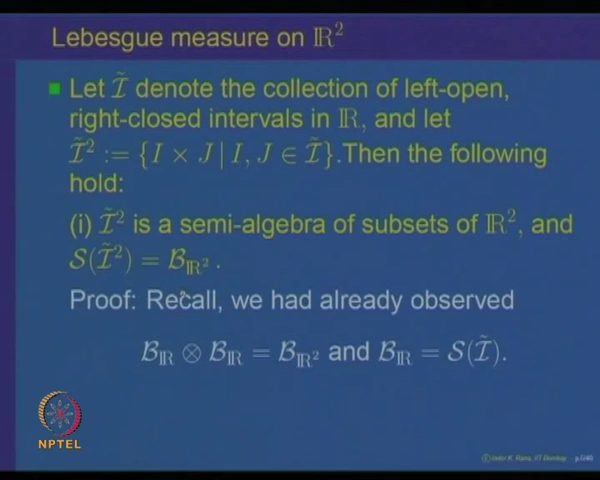 Lebesgue measure on ℝ²
Let Ĩ denote the collection of left-open,
right-closed intervals in ℝ, and let
Ĩ² := {I × J | I, J ∈ Ĩ}.Then the following
hold:
(i) Ĩ² is a semi-algebra of subsets of ℝ², and
S(Ĩ²) = B_ℝ² .
Proof: Recall, we had already observed
B_ℝ ⊗ B_ℝ = B_ℝ² and B_ℝ = S(Ĩ).
NPTEL